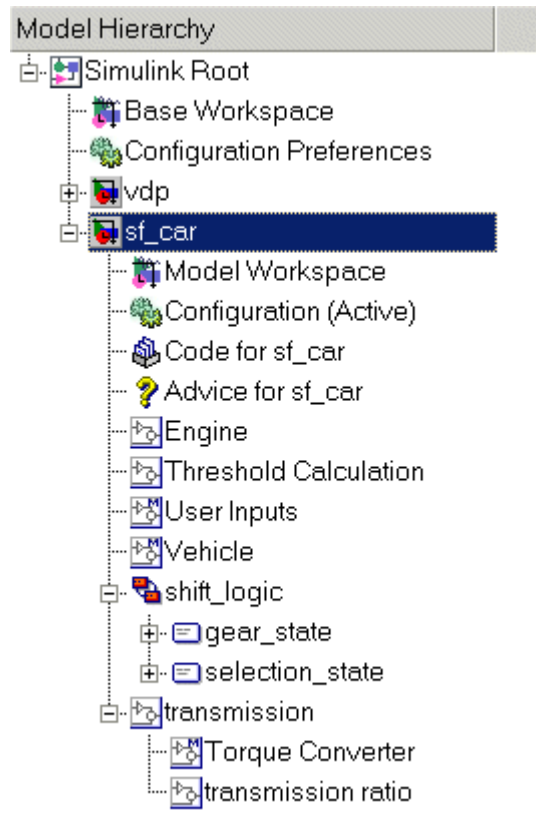 Model Hierarchy
Simulink Root
Base Workspace
Configuration Preferences
vdp
sf_car
Model Workspace
Configuration (Active)
Code for sf_car
Advice for sf_car
Engine
Threshold Calculation
User Inputs
Vehicle
shift_logic
gear_state
selection_state
transmission
Torque Converter
transmission ratio